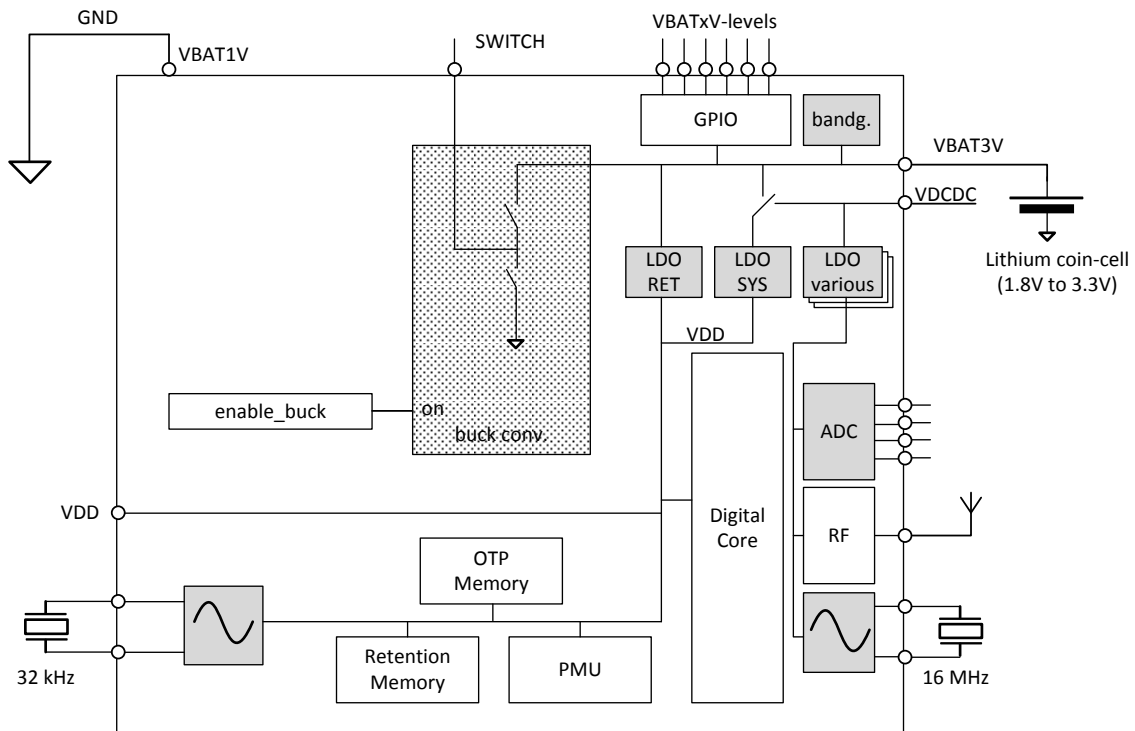 GND
VBAT1V
SWITCH
VBATxV-levels
GPIO
bandg.
VBAT3V
VDCDC
Lithium coin-cell
(1.8V to 3.3V)
LDO
RET
LDO
SYS
LDO
various
VDD
enable_buck
on
buck conv.
ADC
Digital
Core
RF
VDD
OTP
Memory
Retention
Memory
PMU
32 kHz
16 MHz